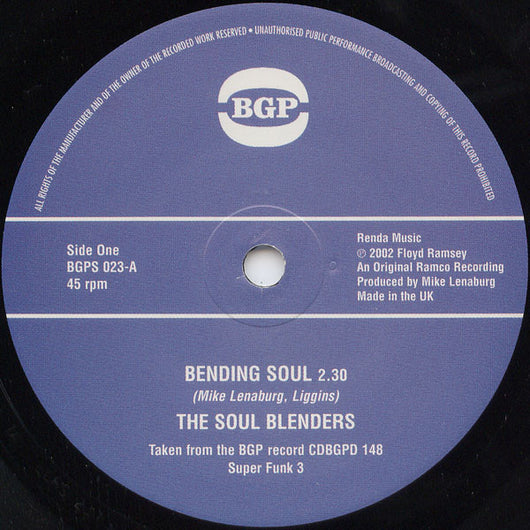 ALL RIGHTS OF THE MANUFACTURER AND OF THE OWNER OF THE RECORDED WORK RESERVED • UNAUTHORISED PUBLIC PERFORMANCE BROADCASTING AND COPYING OF THIS RECORD PROHIBITED
BGP
Side One
BGPS 023-A
45 rpm
Renda Music
℗ 2002 Floyd Ramsey
An Original Ramco Recording
Produced by Mike Lenaburg
Made in the UK
BENDING SOUL 2.30
(Mike Lenaburg, Liggins)
THE SOUL BLENDERS
Taken from the BGP record CDBGPD 148
Super Funk 3